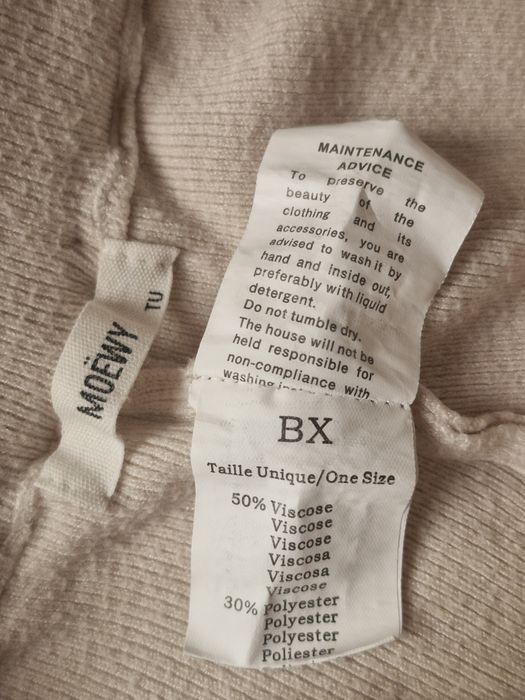 MOËWY
TU
MAINTENANCE
ADVICE
To preserve the
beauty of the
clothing and its
accessories, you are
advised to wash it by
hand and inside out,
preferably with liquid
detergent.
Do not tumble dry.
The house will not be
held responsible for
non-compliance with
washing
BX
Taille Unique/One Size
50% Viscose
Viscose
Viscose
Viscosa
Viscosa
Viscose
30% Polyester
Polyester
Polyester
Poliester